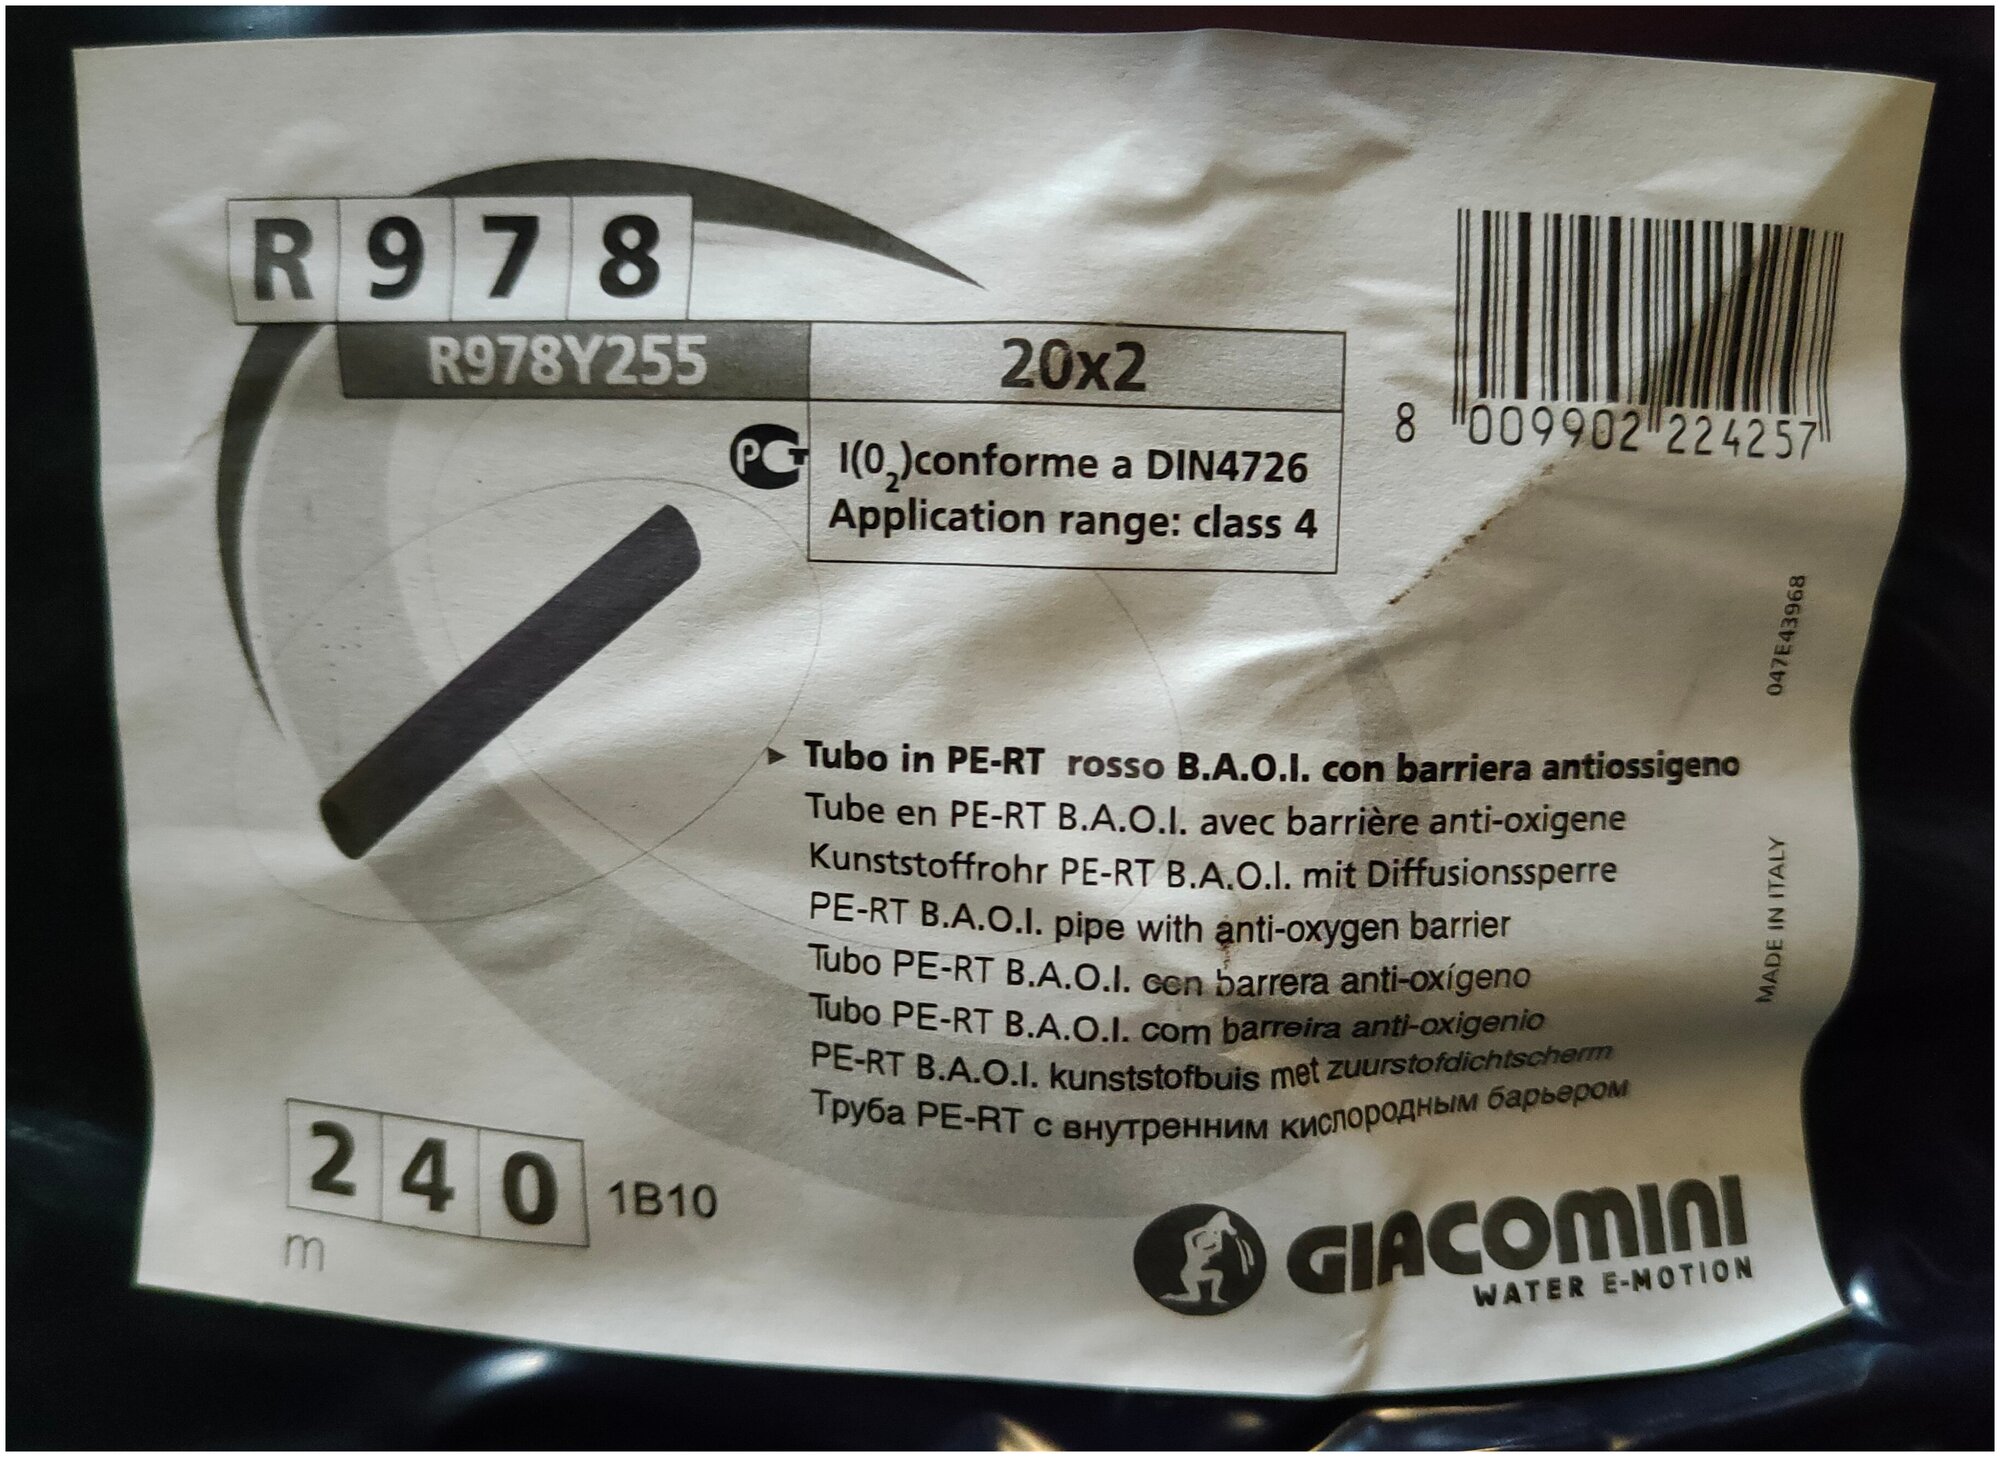 R978
R978Y255
20x2
I(O2)conforme a DIN4726
Application range: class 4
8 009902 224257
047E43968
MADE IN ITALY
Tubo in PE-RT rosso B.A.O.I. con barriera antiossigeno
Tube en PE-RT B.A.O.I. avec barrière anti-oxigene
Kunststoffrohr PE-RT B.A.O.I. mit Diffusionssperre
PE-RT B.A.O.I. pipe with anti-oxygen barrier
Tubo PE-RT B.A.O.I. con barrera anti-oxígeno
Tubo PE-RT B.A.O.I. com barreira anti-oxigenio
PE-RT B.A.O.I. kunststofbuis met zuurstofdichtscherm
Труба PE-RT с внутренним кислородным барьером
240
1B10
m
GIACOMINI
WATER E-MOTION